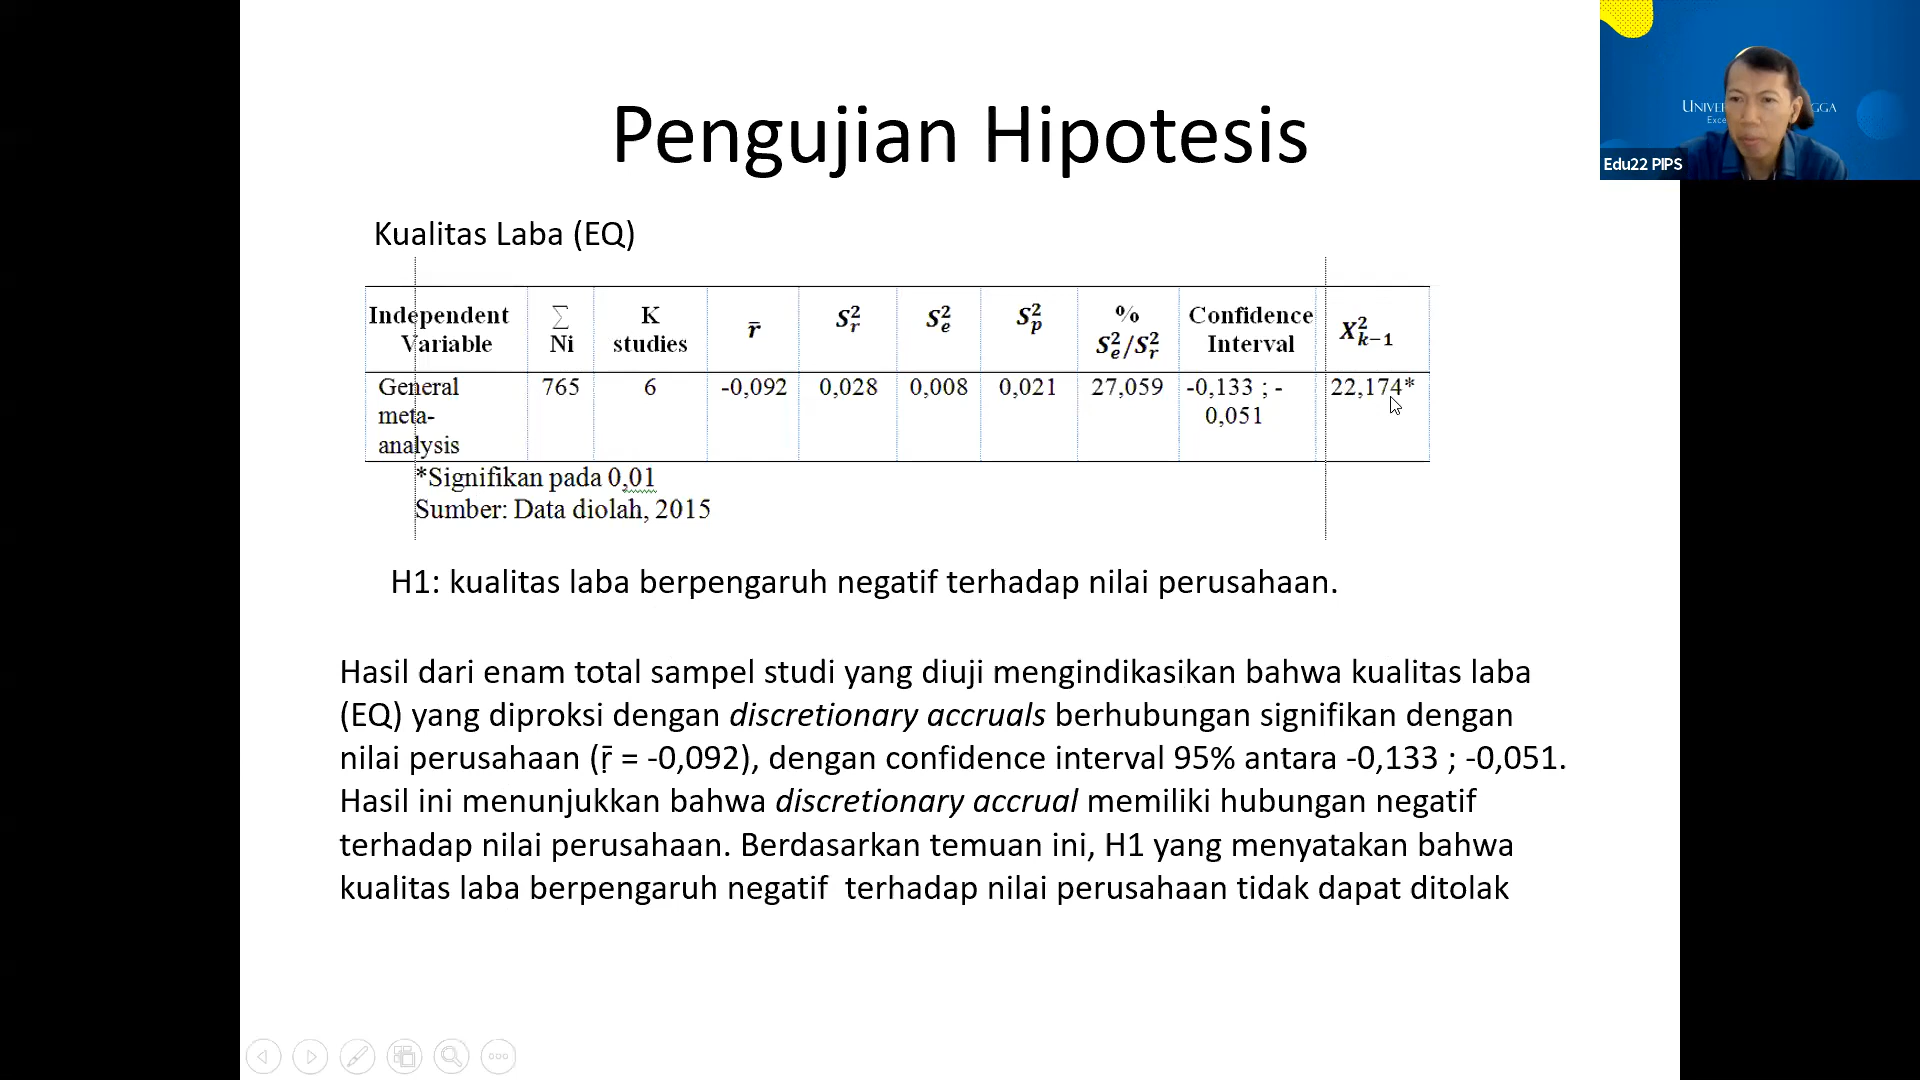 Pengujian Hipotesis
Edu22 PIPS
Kualitas Laba (EQ)
Independent Variable | ∑ Ni | K studies | r̄ | S²r | S²e | S²p | % S²e/S²r | Confidence Interval | X²k−1
General meta-analysis | 765 | 6 | -0,092 | 0,028 | 0,008 | 0,021 | 27,059 | -0,133 ; -0,051 | 22,174*
*Signifikan pada 0,01
Sumber: Data diolah, 2015
H1: kualitas laba berpengaruh negatif terhadap nilai perusahaan.
Hasil dari enam total sampel studi yang diuji mengindikasikan bahwa kualitas laba
(EQ) yang diproksi dengan discretionary accruals berhubungan signifikan dengan
nilai perusahaan (ṝ = -0,092), dengan confidence interval 95% antara -0,133 ; -0,051.
Hasil ini menunjukkan bahwa discretionary accrual memiliki hubungan negatif
terhadap nilai perusahaan. Berdasarkan temuan ini, H1 yang menyatakan bahwa
kualitas laba berpengaruh negatif  terhadap nilai perusahaan tidak dapat ditolak